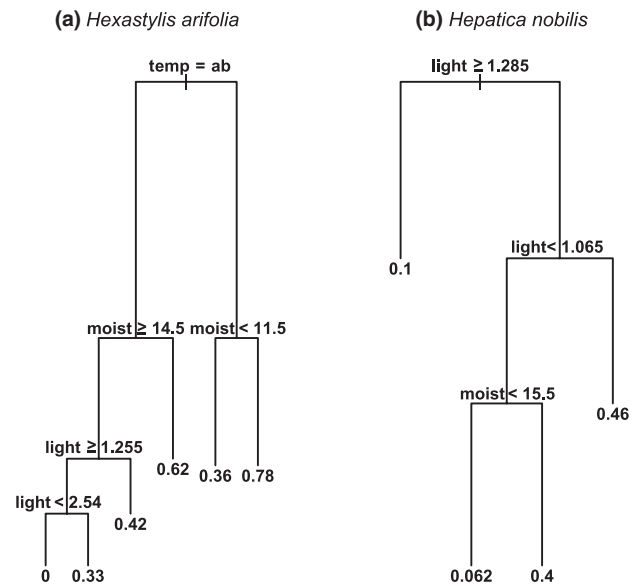 (a) Hexastylis arifolia
temp = ab
moist ≥ 14.5
moist < 11.5
light ≥ 1.255
0.62
0.36
0.78
light < 2.54
0.42
0
0.33
(b) Hepatica nobilis
light ≥ 1.285
light< 1.065
0.1
moist< 15.5
0.46
0.062
0.4